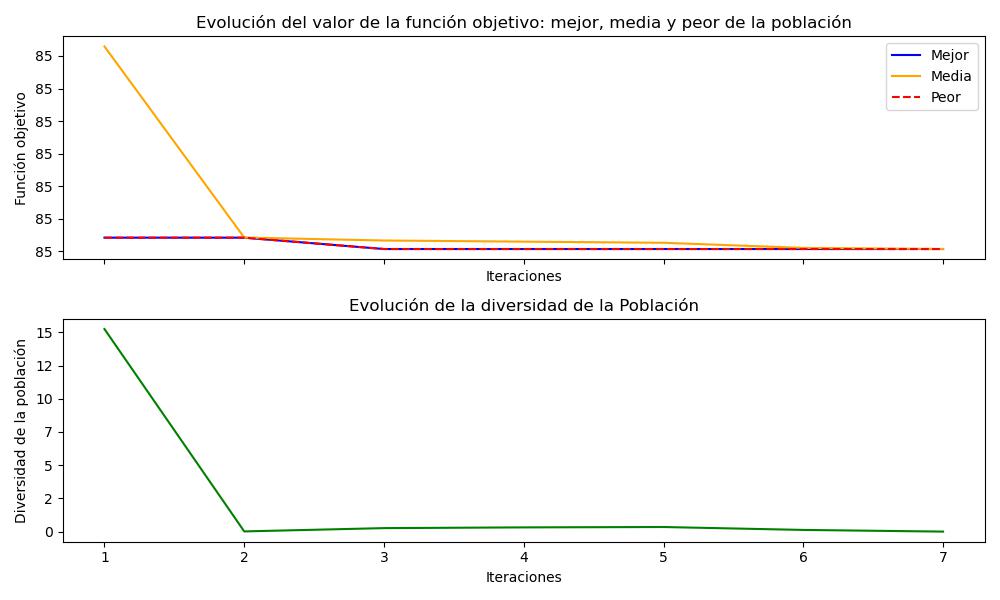 Evolución del valor de la función objetivo: mejor, media y peor de la población
Función objetivo
85
85
85
85
85
85
85
Mejor
Media
Peor
Iteraciones
Evolución de la diversidad de la Población
Diversidad de la población
15
12
10
7
5
2
0
1 2 3 4 5 6 7
Iteraciones